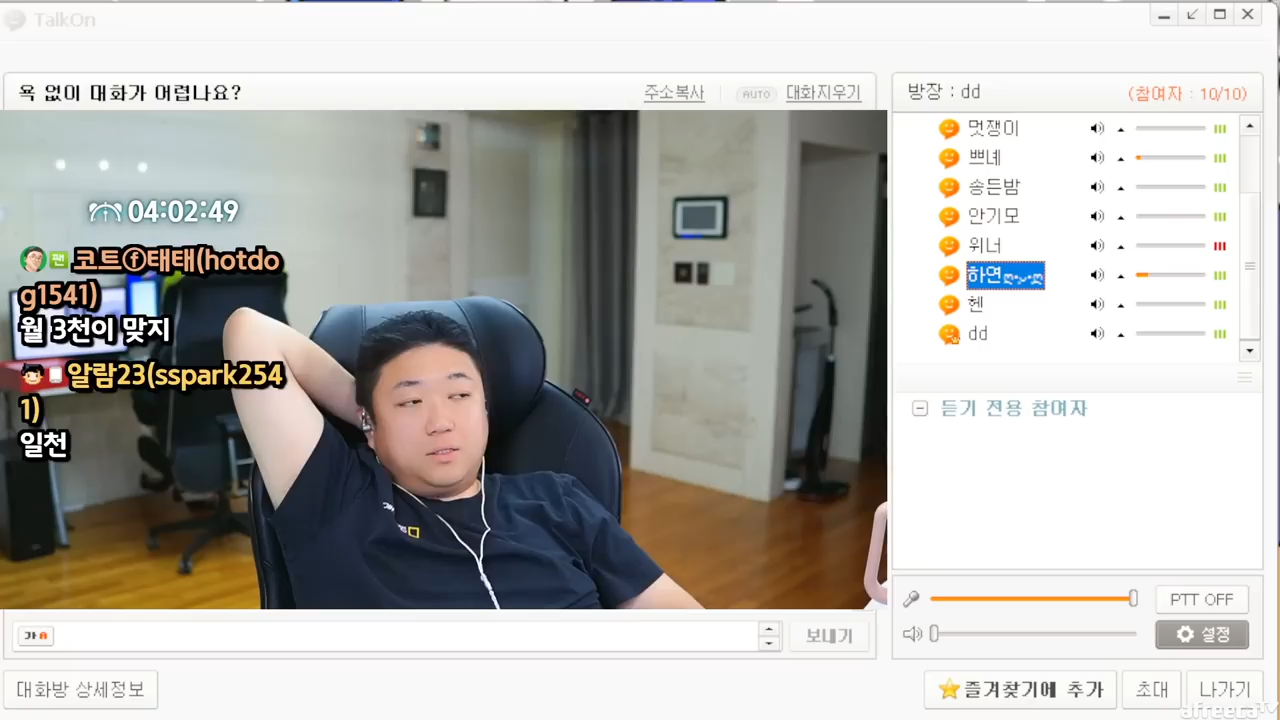 TalkOn
욕 없이 대화가 어렵나요?
주소복사
AUTO
대화지우기
방장 : dd
(참여자 : 10/10)
04:02:49
팬 코트ⓕ태태(hotdo
g1541)
월 3천이 맞지
알람23(sspark254
1)
일천
멋쟁이
쁘녜
송든밤
안기모
위너
하연
헨
dd
듣기 전용 참여자
PTT OFF
설정
가
보내기
대화방 상세정보
즐겨찾기에 추가
초대
나가기
afreecaTV